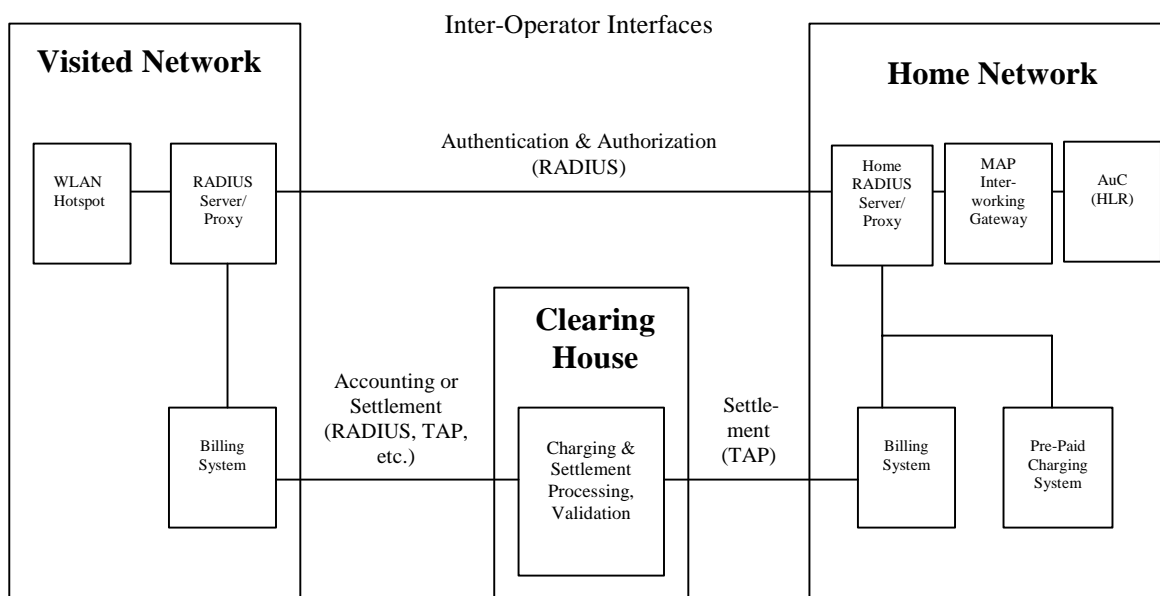 Inter-Operator Interfaces
Visited Network
Home Network
Authentication & Authorization
(RADIUS)
WLAN
Hotspot
RADIUS
Server/
Proxy
Home
RADIUS
Server/
Proxy
MAP
Inter-
working
Gateway
AuC
(HLR)
Clearing
House
Accounting or
Settlement
(RADIUS, TAP,
etc.)
Settle-
ment
(TAP)
Billing
System
Charging &
Settlement
Processing,
Validation
Billing
System
Pre-Paid
Charging
System